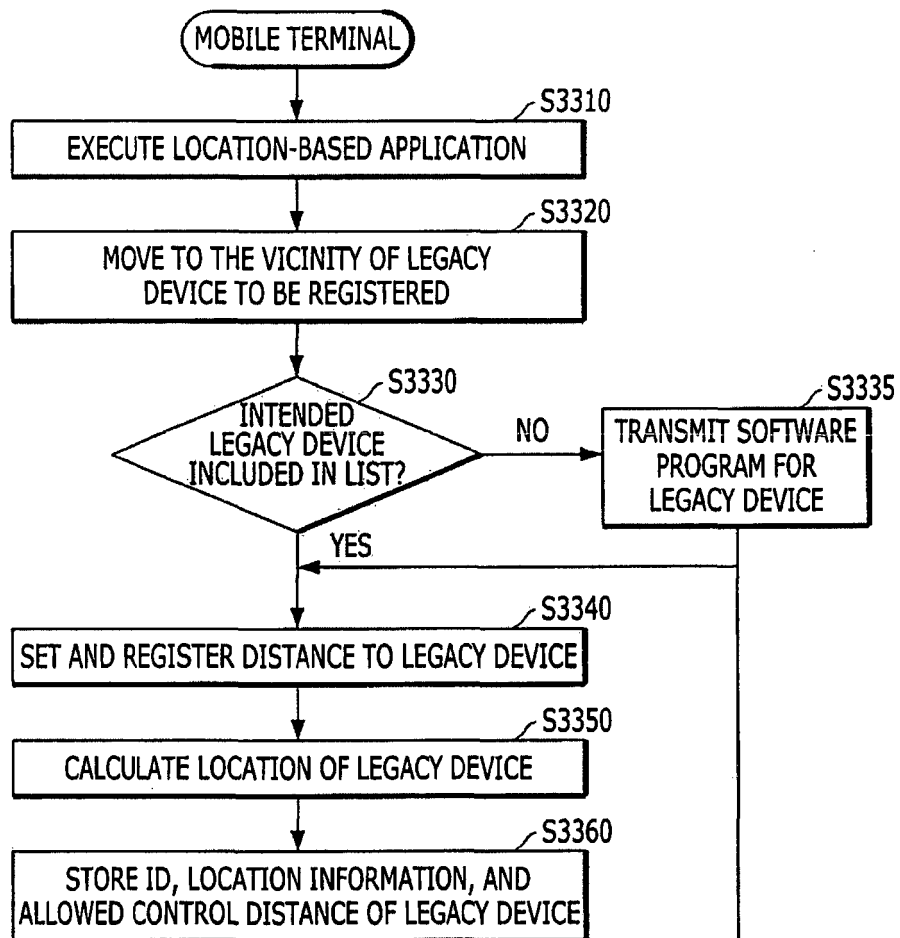 MOBILE TERMINAL
S3310
EXECUTE LOCATION-BASED APPLICATION
S3320
MOVE TO THE VICINITY OF LEGACY
DEVICE TO BE REGISTERED
S3330
INTENDED
LEGACY DEVICE
INCLUDED IN LIST?
NO
S3335
TRANSMIT SOFTWARE
PROGRAM FOR
LEGACY DEVICE
YES
S3340
SET AND REGISTER DISTANCE TO LEGACY DEVICE
S3350
CALCULATE LOCATION OF LEGACY DEVICE
S3360
STORE ID, LOCATION INFORMATION, AND
ALLOWED CONTROL DISTANCE OF LEGACY DEVICE